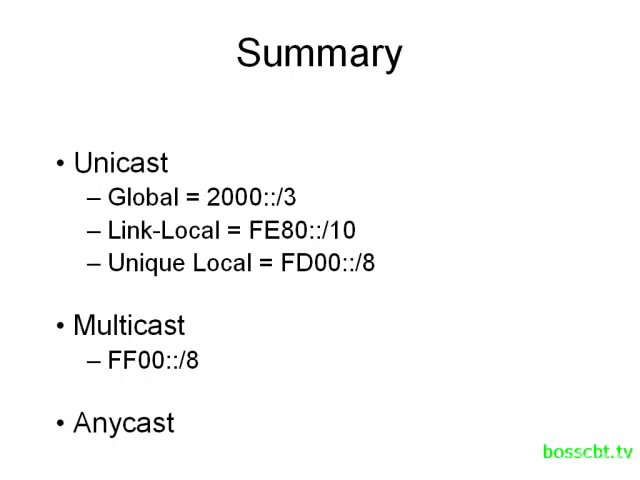 Summary
• Unicast
– Global = 2000::/3
– Link-Local = FE80::/10
– Unique Local = FD00::/8
• Multicast
– FF00::/8
• Anycast
bosscbt.tv